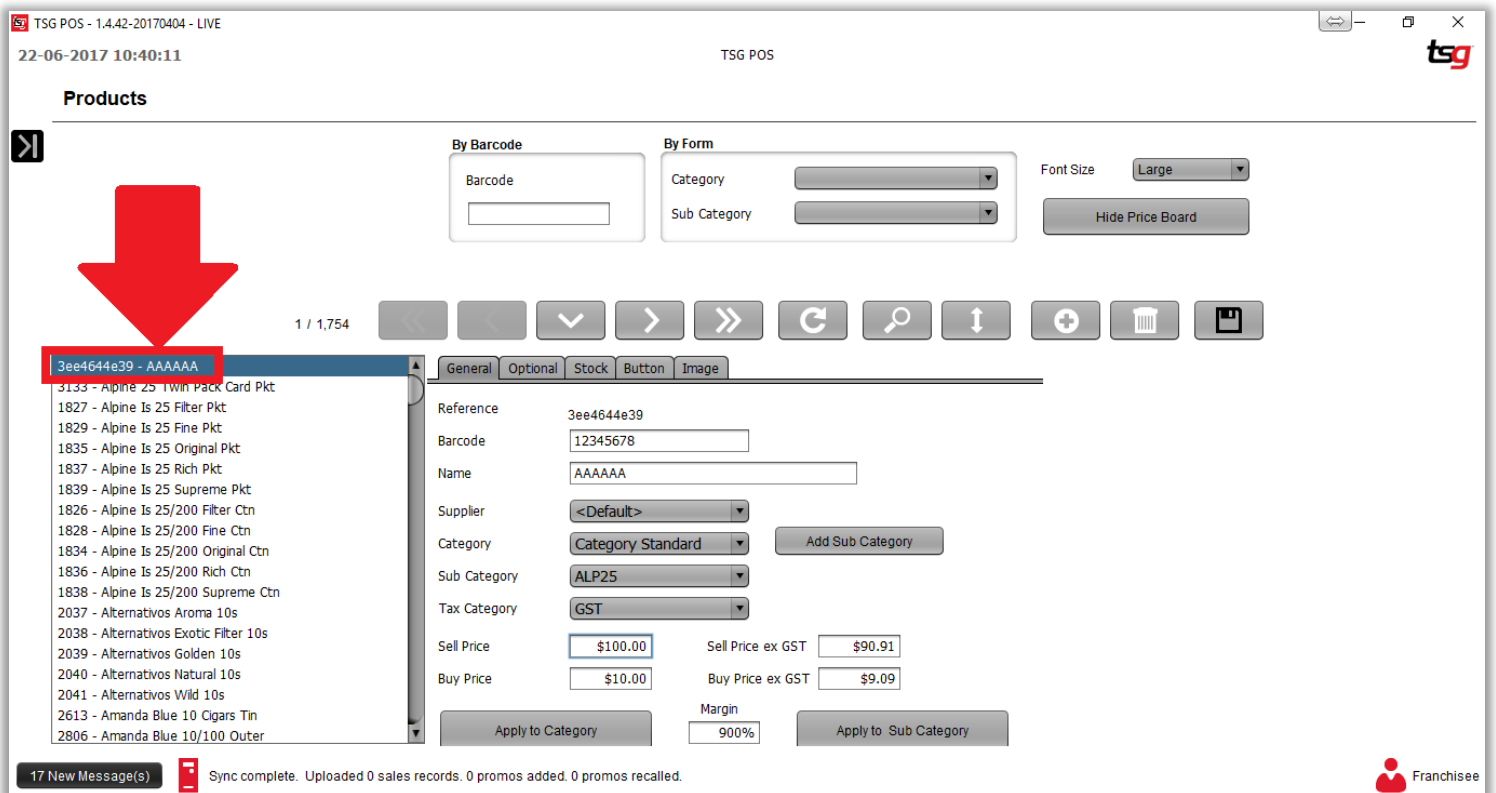 TSG POS - 1.4.42-20170404 - LIVE
22-06-2017 10:40:11
TSG POS
tsg
Products
By Barcode
Barcode
By Form
Category
Sub Category
Font Size
Large
Hide Price Board
1 / 1,754
3ee4644e39 - AAAAAA
3133 - Alpine 25 Twin Pack Card Pkt
1827 - Alpine Is 25 Filter Pkt
1829 - Alpine Is 25 Fine Pkt
1835 - Alpine Is 25 Original Pkt
1837 - Alpine Is 25 Rich Pkt
1839 - Alpine Is 25 Supreme Pkt
1826 - Alpine Is 25/200 Filter Ctn
1828 - Alpine Is 25/200 Fine Ctn
1834 - Alpine Is 25/200 Original Ctn
1836 - Alpine Is 25/200 Rich Ctn
1838 - Alpine Is 25/200 Supreme Ctn
2037 - Alternativos Aroma 10s
2038 - Alternativos Exotic Filter 10s
2039 - Alternativos Golden 10s
2040 - Alternativos Natural 10s
2041 - Alternativos Wild 10s
2613 - Amanda Blue 10 Cigars Tin
2806 - Amanda Blue 10/100 Outer
General Optional Stock Button Image
Reference 3ee4644e39
Barcode 12345678
Name AAAAAA
Supplier <Default>
Category Category Standard Add Sub Category
Sub Category ALP25
Tax Category GST
Sell Price $100.00 Sell Price ex GST $90.91
Buy Price $10.00 Buy Price ex GST $9.09
Margin
Apply to Category 900% Apply to Sub Category
17 New Message(s)
Sync complete. Uploaded 0 sales records. 0 promos added. 0 promos recalled.
Franchisee